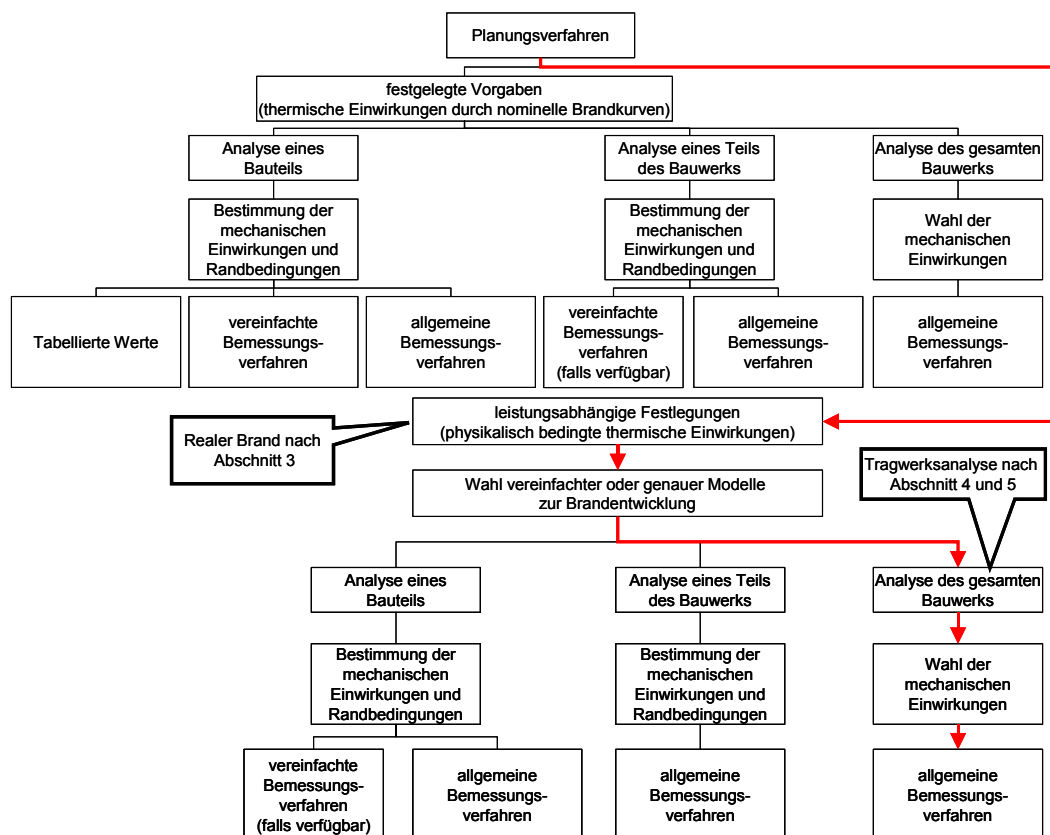 Planungsverfahren
festgelegte Vorgaben
(thermische Einwirkungen durch nominelle Brandkurven)
Analyse eines
Bauteils
Analyse eines Teils
des Bauwerks
Analyse des gesamten
Bauwerks
Bestimmung der
mechanischen
Einwirkungen und
Randbedingungen
Bestimmung der
mechanischen
Einwirkungen und
Randbedingungen
Wahl der
mechanischen
Einwirkungen
Tabellierte Werte
vereinfachte
Bemessungs-
verfahren
allgemeine
Bemessungs-
verfahren
vereinfachte
Bemessungs-
verfahren
(falls verfügbar)
allgemeine
Bemessungs-
verfahren
allgemeine
Bemessungs-
verfahren
leistungsabhängige Festlegungen
(physikalisch bedingte thermische Einwirkungen)
Realer Brand nach
Abschnitt 3
Wahl vereinfachter oder genauer Modelle
zur Brandentwicklung
Tragwerksanalyse nach
Abschnitt 4 und 5
Analyse eines
Bauteils
Analyse eines Teils
des Bauwerks
Analyse des gesamten
Bauwerks
Bestimmung der
mechanischen
Einwirkungen und
Randbedingungen
Bestimmung der
mechanischen
Einwirkungen und
Randbedingungen
Wahl der
mechanischen
Einwirkungen
vereinfachte
Bemessungs-
verfahren
(falls verfügbar)
allgemeine
Bemessungs-
verfahren
allgemeine
Bemessungs-
verfahren
allgemeine
Bemessungs-
verfahren